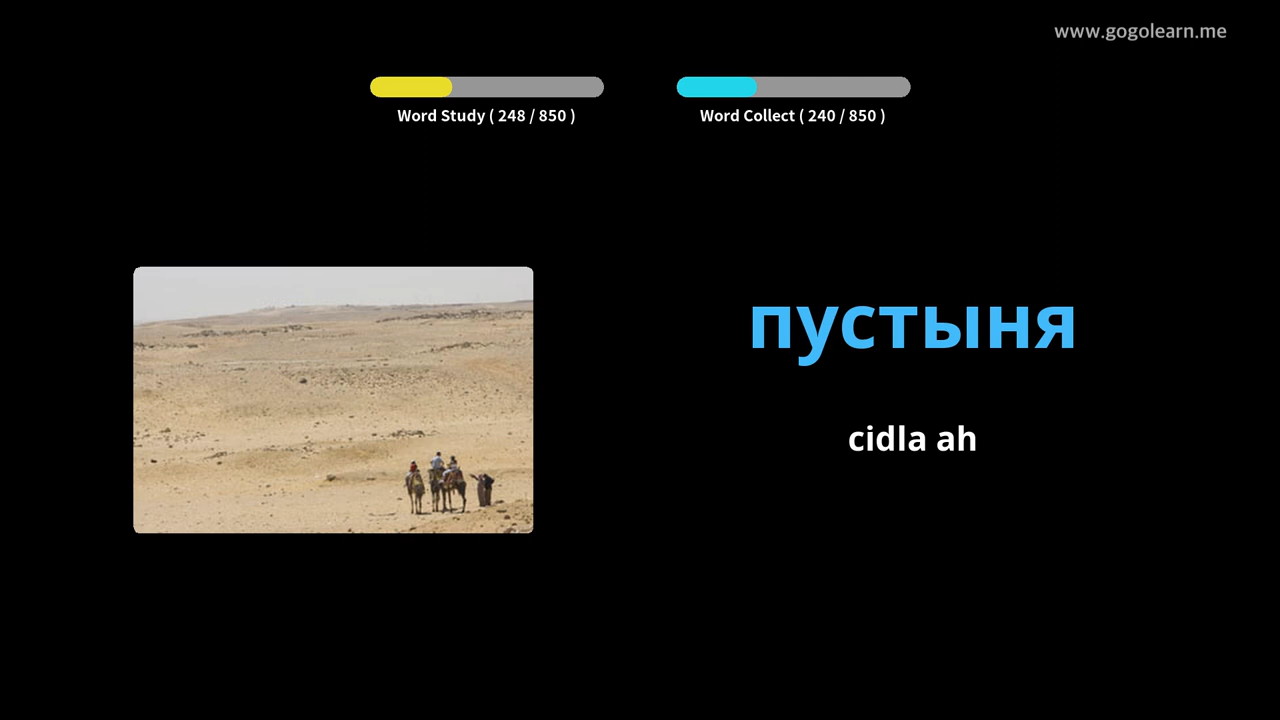 www.gogolearn.me
Word Study ( 248 / 850 )
Word Collect ( 240 / 850 )
пустыня
cidla ah